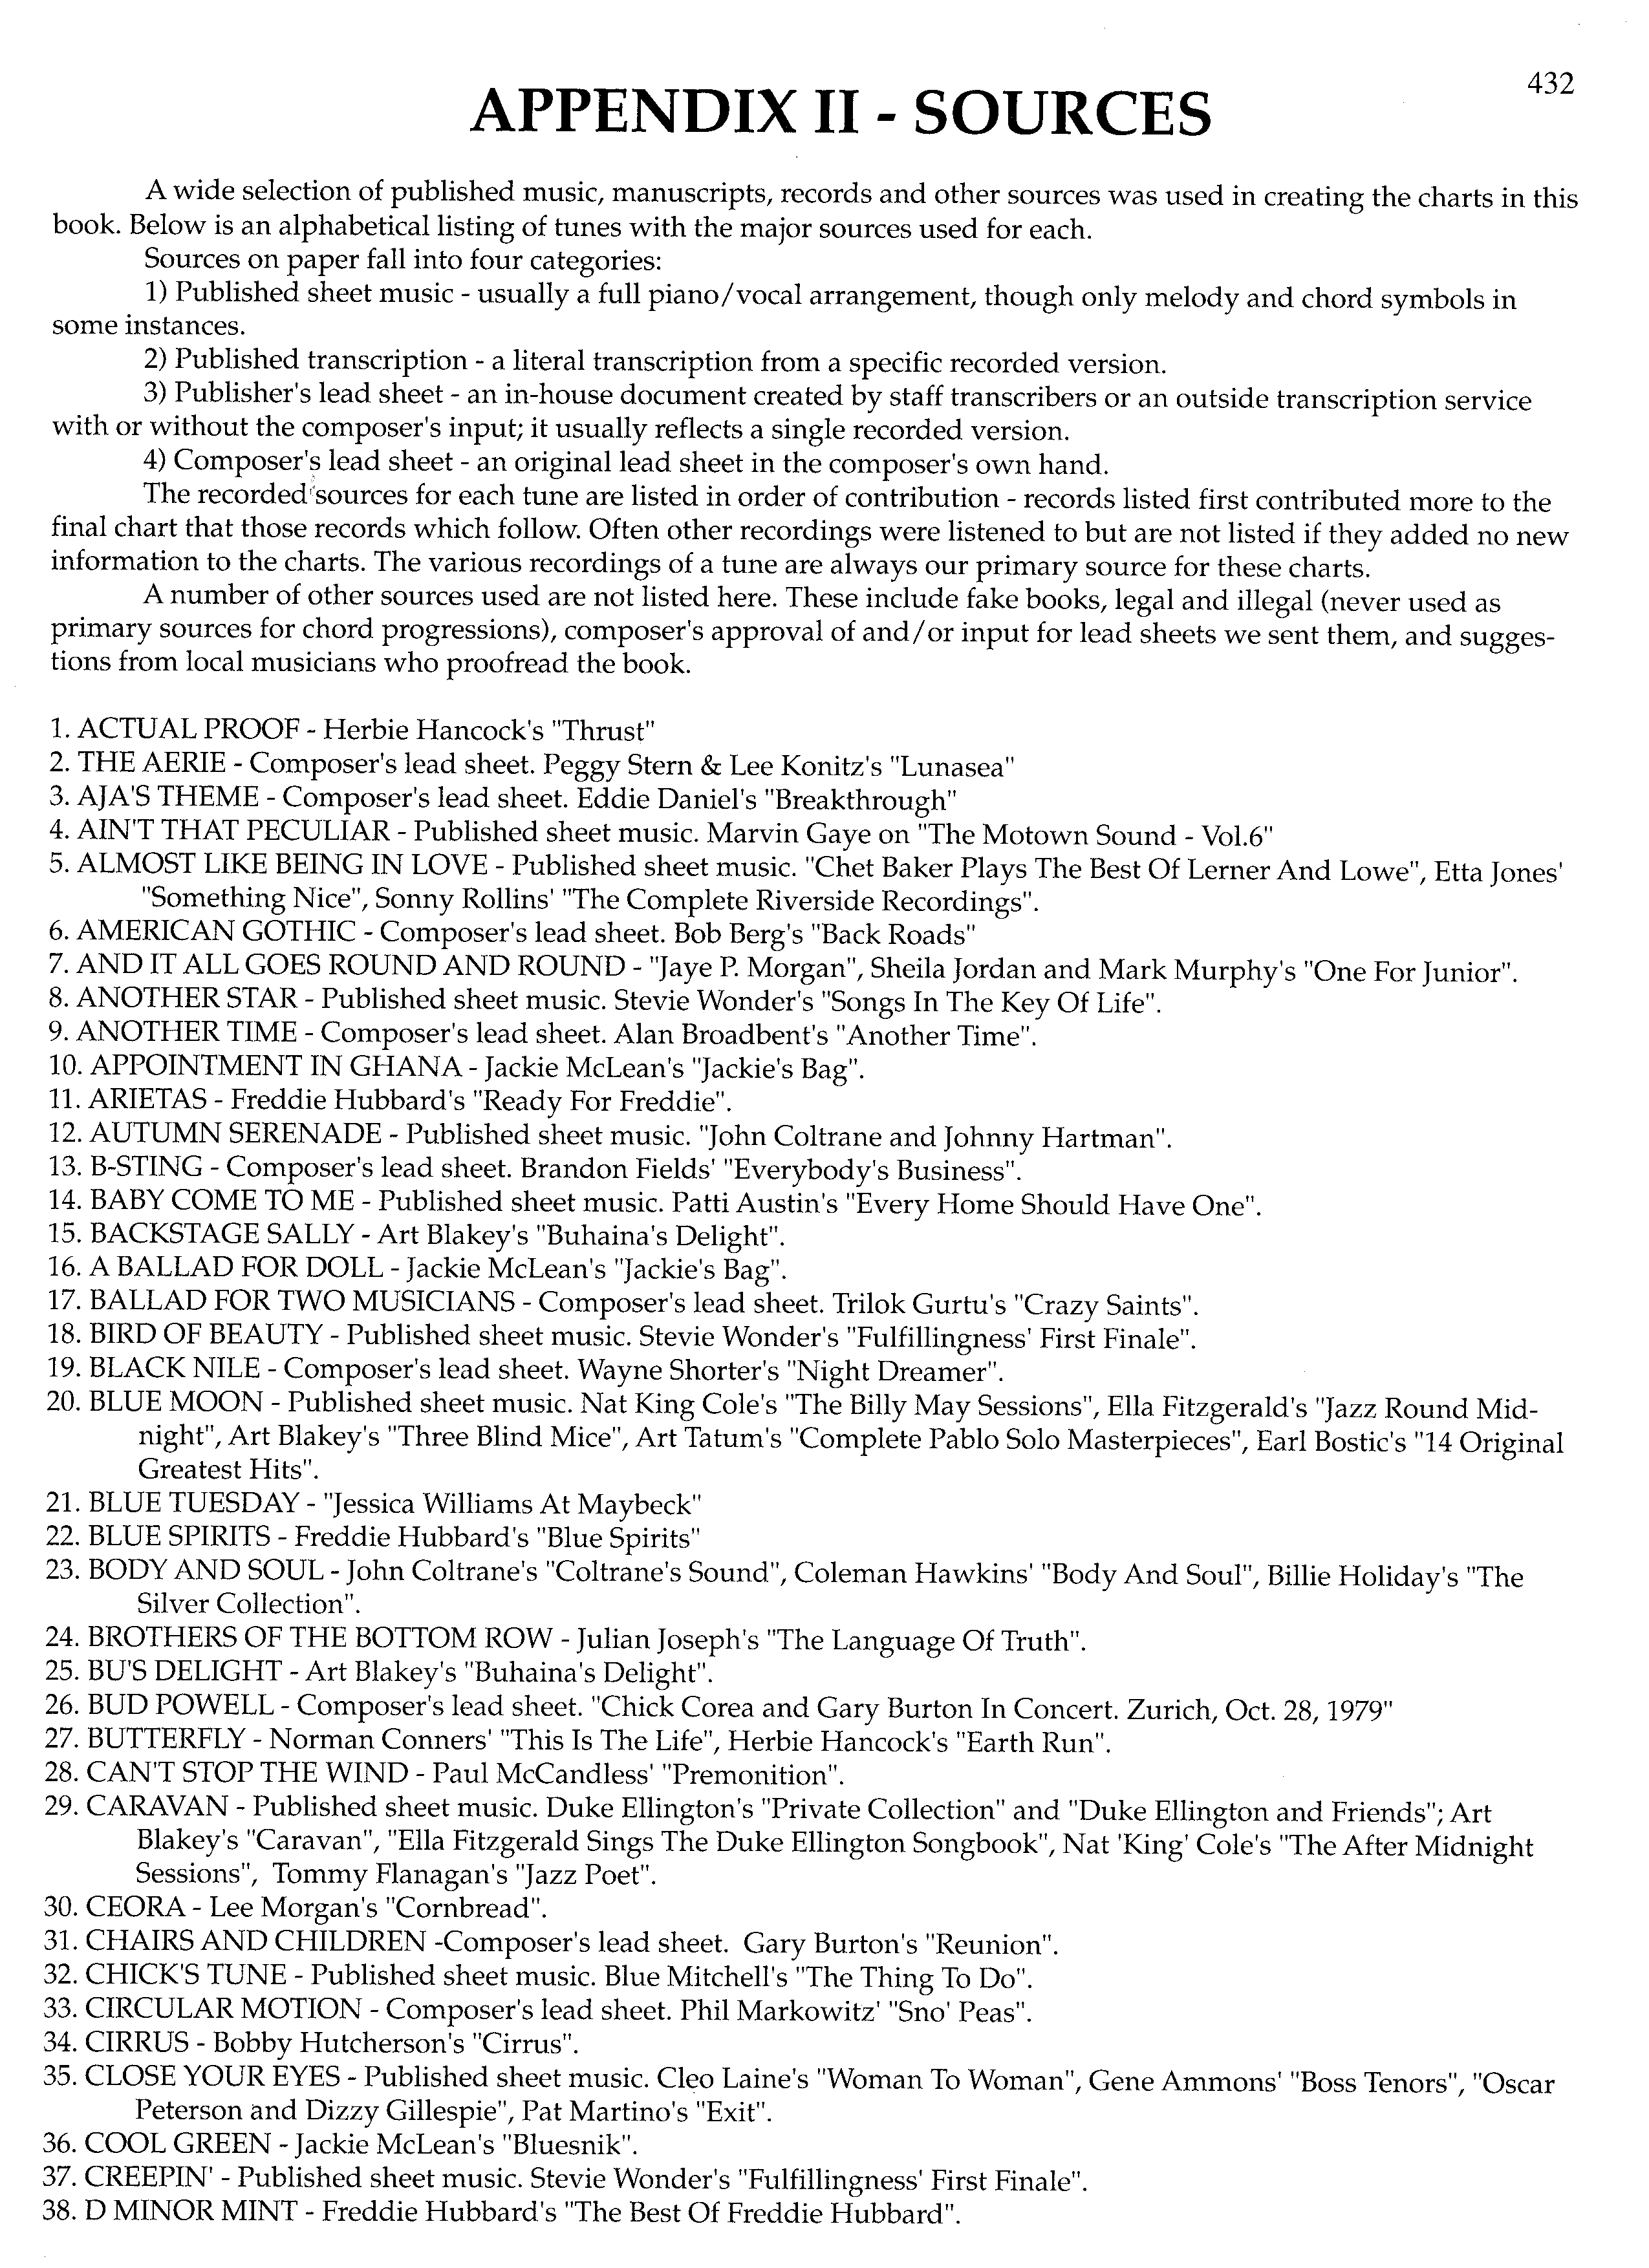 432
APPENDIX II - SOURCES
A wide selection of published music, manuscripts, records and other sources was used in creating the charts in this
book. Below is an alphabetical listing of tunes with the major sources used for each.
Sources on paper fall into four categories:
1) Published sheet music - usually a full piano/vocal arrangement, though only melody and chord symbols in
some instances.
2) Published transcription - a literal transcription from a specific recorded version.
3) Publisher's lead sheet - an in-house document created by staff transcribers or an outside transcription service
with or without the composer's input; it usually reflects a single recorded version.
4) Composer's lead sheet - an original lead sheet in the composer's own hand.
The recorded sources for each tune are listed in order of contribution - records listed first contributed more to the
final chart that those records which follow. Often other recordings were listened to but are not listed if they added no new
information to the charts. The various recordings of a tune are always our primary source for these charts.
A number of other sources used are not listed here. These include fake books, legal and illegal (never used as
primary sources for chord progressions), composer's approval of and/or input for lead sheets we sent them, and sugges-
tions from local musicians who proofread the book.
1. ACTUAL PROOF - Herbie Hancock's "Thrust"
2. THE AERIE - Composer's lead sheet. Peggy Stern & Lee Konitz's "Lunasea"
3. AJA'S THEME - Composer's lead sheet. Eddie Daniel's "Breakthrough"
4. AIN'T THAT PECULIAR - Published sheet music. Marvin Gaye on "The Motown Sound - Vol.6"
5. ALMOST LIKE BEING IN LOVE - Published sheet music. "Chet Baker Plays The Best Of Lerner And Lowe", Etta Jones'
"Something Nice", Sonny Rollins' "The Complete Riverside Recordings".
6. AMERICAN GOTHIC - Composer's lead sheet. Bob Berg's "Back Roads"
7. AND IT ALL GOES ROUND AND ROUND - "Jaye P. Morgan", Sheila Jordan and Mark Murphy's "One For Junior".
8. ANOTHER STAR - Published sheet music. Stevie Wonder's "Songs In The Key Of Life".
9. ANOTHER TIME - Composer's lead sheet. Alan Broadbent's "Another Time".
10. APPOINTMENT IN GHANA - Jackie McLean's "Jackie's Bag".
11. ARIETAS - Freddie Hubbard's "Ready For Freddie".
12. AUTUMN SERENADE - Published sheet music. "John Coltrane and Johnny Hartman".
13. B-STING - Composer's lead sheet. Brandon Fields' "Everybody's Business".
14. BABY COME TO ME - Published sheet music. Patti Austin's "Every Home Should Have One".
15. BACKSTAGE SALLY - Art Blakey's "Buhaina's Delight".
16. A BALLAD FOR DOLL - Jackie McLean's "Jackie's Bag".
17. BALLAD FOR TWO MUSICIANS - Composer's lead sheet. Trilok Gurtu's "Crazy Saints".
18. BIRD OF BEAUTY - Published sheet music. Stevie Wonder's "Fulfillingness' First Finale".
19. BLACK NILE - Composer's lead sheet. Wayne Shorter's "Night Dreamer".
20. BLUE MOON - Published sheet music. Nat King Cole's "The Billy May Sessions", Ella Fitzgerald's "Jazz Round Mid-
night", Art Blakey's "Three Blind Mice", Art Tatum's "Complete Pablo Solo Masterpieces", Earl Bostic's "14 Original
Greatest Hits".
21. BLUE TUESDAY - "Jessica Williams At Maybeck"
22. BLUE SPIRITS - Freddie Hubbard's "Blue Spirits"
23. BODY AND SOUL - John Coltrane's "Coltrane's Sound", Coleman Hawkins' "Body And Soul", Billie Holiday's "The
Silver Collection".
24. BROTHERS OF THE BOTTOM ROW - Julian Joseph's "The Language Of Truth".
25. BU'S DELIGHT - Art Blakey's "Buhaina's Delight".
26. BUD POWELL - Composer's lead sheet. "Chick Corea and Gary Burton In Concert. Zurich, Oct. 28, 1979"
27. BUTTERFLY - Norman Conners' "This Is The Life", Herbie Hancock's "Earth Run".
28. CAN'T STOP THE WIND - Paul McCandless' "Premonition".
29. CARAVAN - Published sheet music. Duke Ellington's "Private Collection" and "Duke Ellington and Friends"; Art
Blakey's "Caravan", "Ella Fitzgerald Sings The Duke Ellington Songbook", Nat 'King' Cole's "The After Midnight
Sessions", Tommy Flanagan's "Jazz Poet".
30. CEORA - Lee Morgan's "Cornbread".
31. CHAIRS AND CHILDREN -Composer's lead sheet. Gary Burton's "Reunion".
32. CHICK'S TUNE - Published sheet music. Blue Mitchell's "The Thing To Do".
33. CIRCULAR MOTION - Composer's lead sheet. Phil Markowitz' "Sno' Peas".
34. CIRRUS - Bobby Hutcherson's "Cirrus".
35. CLOSE YOUR EYES - Published sheet music. Cleo Laine's "Woman To Woman", Gene Ammons' "Boss Tenors", "Oscar
Peterson and Dizzy Gillespie", Pat Martino's "Exit".
36. COOL GREEN - Jackie McLean's "Bluesnik".
37. CREEPIN' - Published sheet music. Stevie Wonder's "Fulfillingness' First Finale".
38. D MINOR MINT - Freddie Hubbard's "The Best Of Freddie Hubbard".